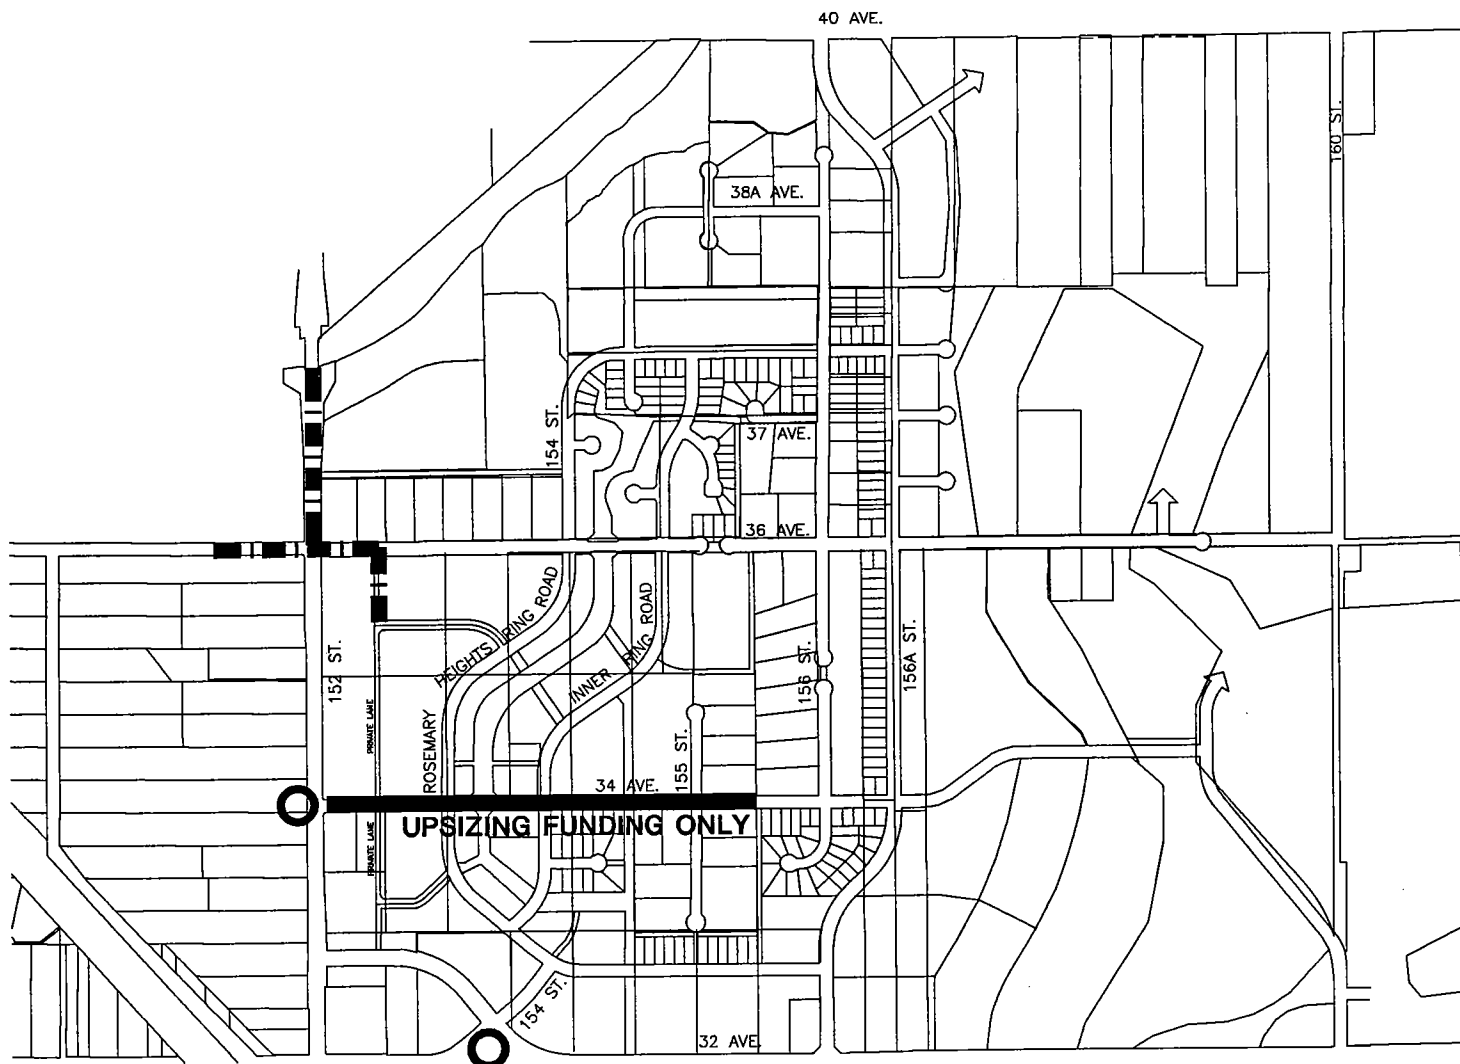 40 AVE.
160 ST.
38A AVE.
154 ST.
37 AVE.
36 AVE.
HEIGHTS RING ROAD
INNER RING ROAD
152 ST.
156 ST.
156A ST.
PRIVATE LANE
ROSEMARY
155 ST.
34 AVE.
UPSIZING FUNDING ONLY
PRIVATE LANE
154 ST.
32 AVE.